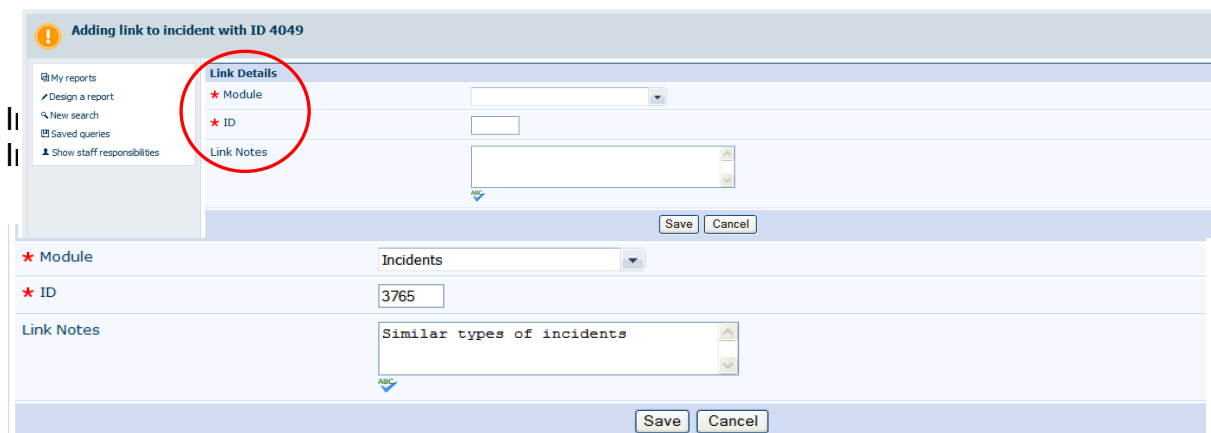 Adding link to incident with ID 4049
My reports
Design a report
New search
Saved queries
Show staff responsibilities
Link Details
* Module
* ID
Link Notes
ABC
Save Cancel
* Module Incidents
* ID 3765
Link Notes Similar types of incidents
ABC
Save Cancel